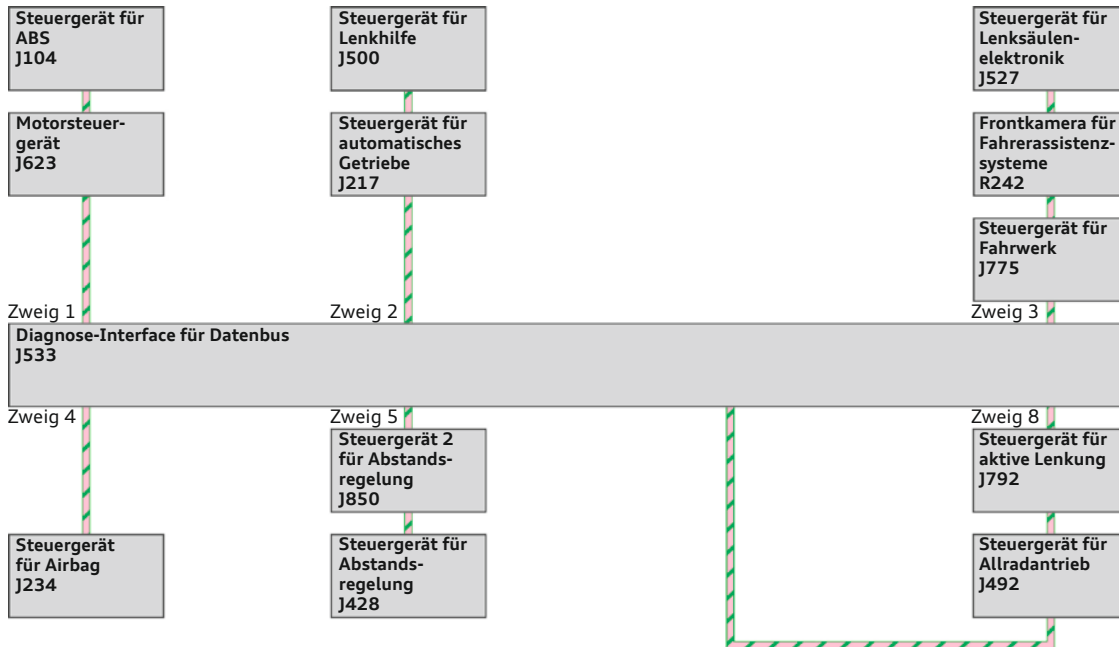 Steuergerät für
ABS
J104
Steuergerät für
Lenkhilfe
J500
Steuergerät für
Lenksäulen-
elektronik
J527
Motorsteuer-
gerät
J623
Steuergerät für
automatisches
Getriebe
J217
Frontkamera für
Fahrerassistenz-
systeme
R242
Steuergerät für
Fahrwerk
J775
Zweig 1
Zweig 2
Zweig 3
Diagnose-Interface für Datenbus
J533
Zweig 4
Zweig 5
Zweig 8
Steuergerät 2
für Abstands-
regelung
J850
Steuergerät für
aktive Lenkung
J792
Steuergerät
für Airbag
J234
Steuergerät für
Abstands-
regelung
J428
Steuergerät für
Allradantrieb
J492